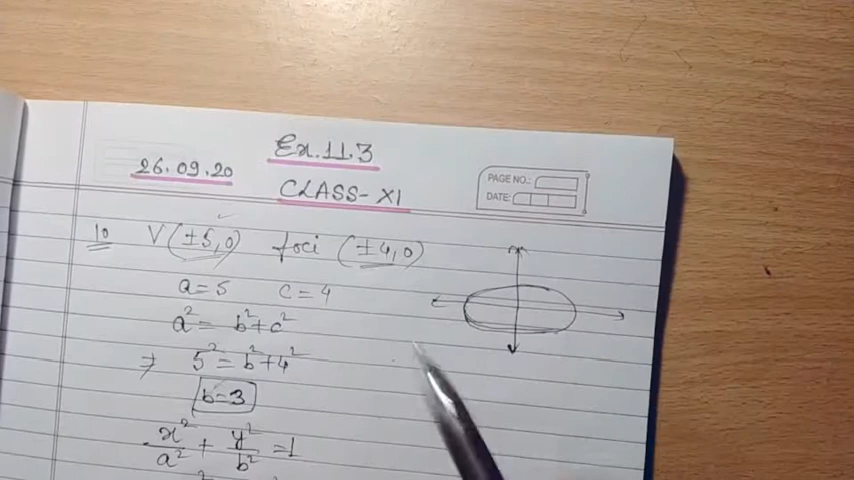 Ex.11.3
26.09.20
CLASS-XI
PAGE NO.:
DATE:
10 V(±5,0) foci (±4,0)
a=5 c=4
a²=b²+c²
⇒ 5²=b²+4²
b=3
x²/a² + y²/b² =1